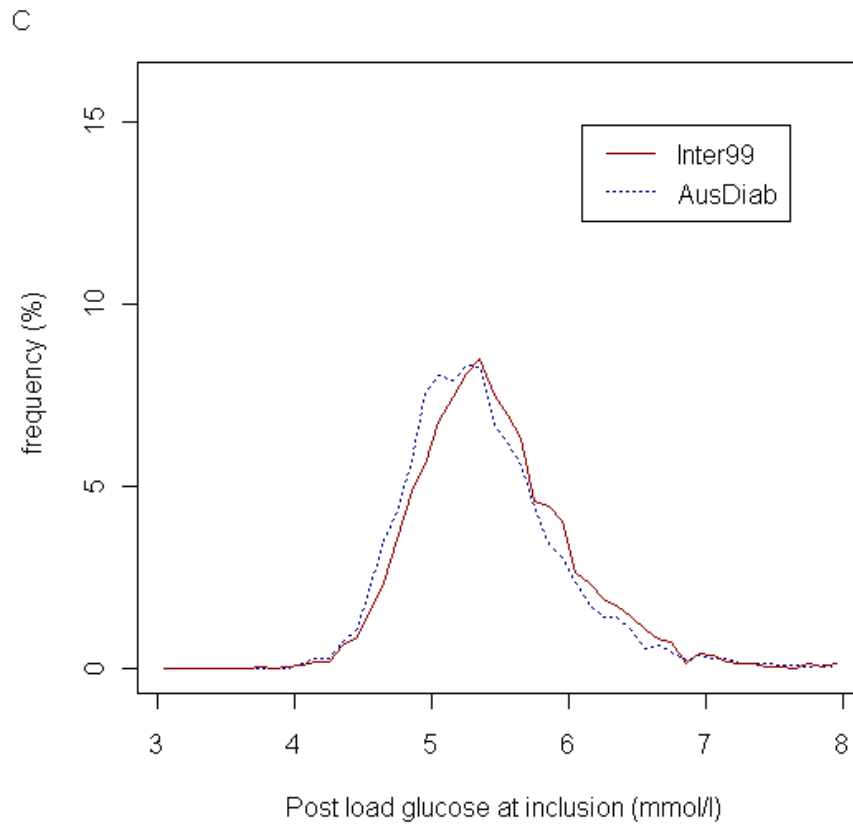 C
15
10
5
0
frequency (%)
Inter99
AusDiab
3 4 5 6 7 8
Post load glucose at inclusion (mmol/l)